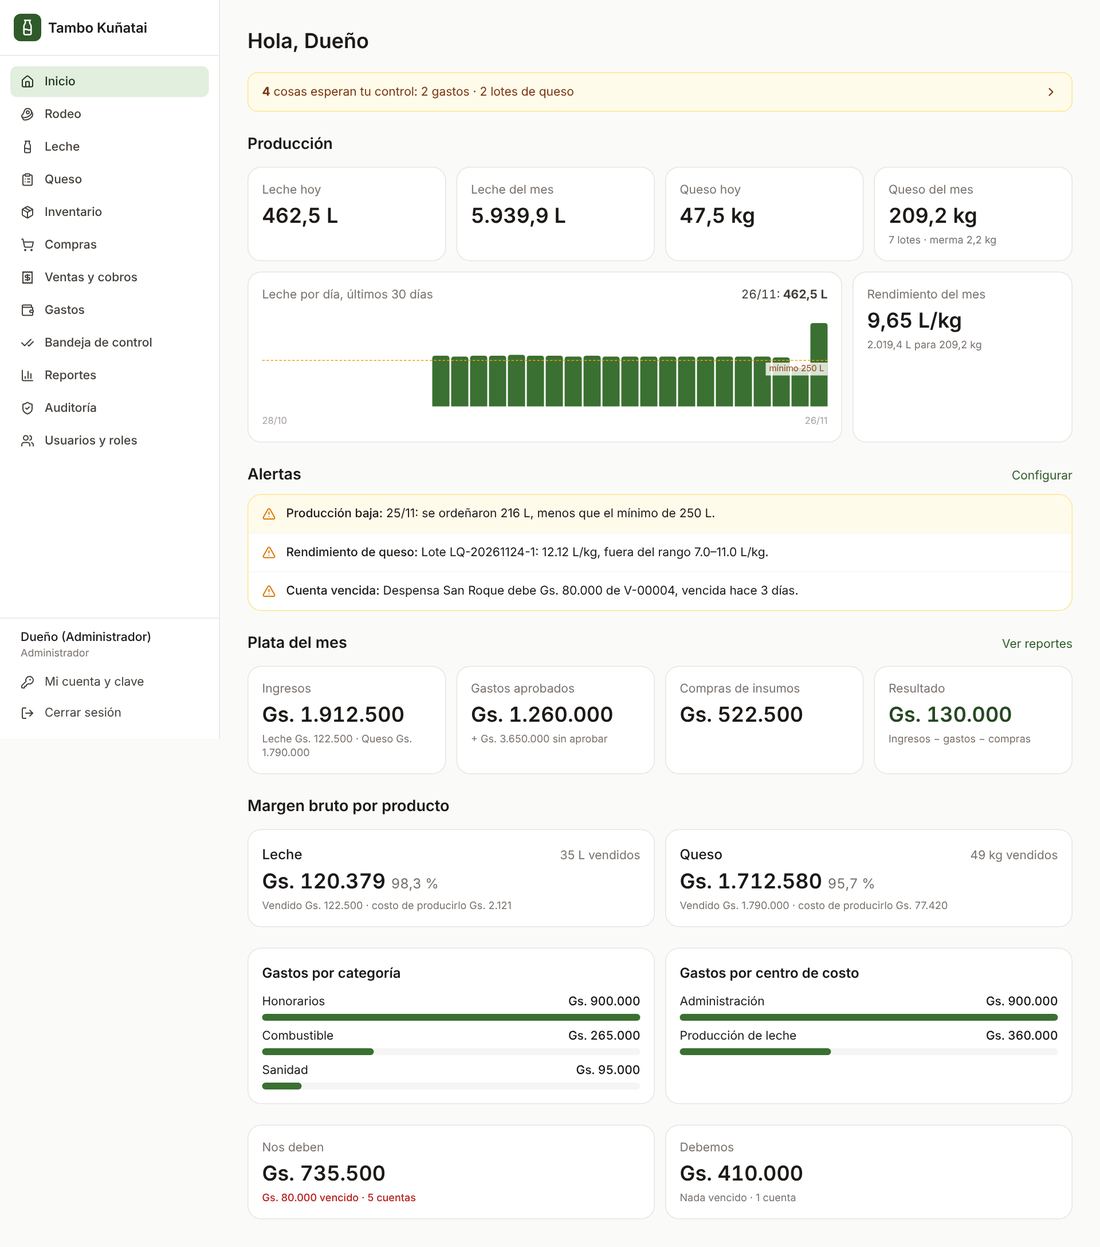 Tambo Kuñatai
Inicio
Rodeo
Leche
Queso
Inventario
Compras
Ventas y cobros
Gastos
Bandeja de control
Reportes
Auditoría
Usuarios y roles
Dueño (Administrador)
Administrador
Mi cuenta y clave
Cerrar sesión
Hola, Dueño
4 cosas esperan tu control: 2 gastos · 2 lotes de queso
Producción
Leche hoy
462,5 L
Leche del mes
5.939,9 L
Queso hoy
47,5 kg
Queso del mes
209,2 kg
7 lotes · merma 2,2 kg
Leche por día, últimos 30 días
26/11: 462,5 L
mínimo 250 L
28/10
26/11
Rendimiento del mes
9,65 L/kg
2.019,4 L para 209,2 kg
Alertas
Configurar
Producción baja: 25/11: se ordeñaron 216 L, menos que el mínimo de 250 L.
Rendimiento de queso: Lote LQ-20261124-1: 12.12 L/kg, fuera del rango 7.0–11.0 L/kg.
Cuenta vencida: Despensa San Roque debe Gs. 80.000 de V-00004, vencida hace 3 días.
Plata del mes
Ver reportes
Ingresos
Gs. 1.912.500
Leche Gs. 122.500 · Queso Gs.
1.790.000
Gastos aprobados
Gs. 1.260.000
+ Gs. 3.650.000 sin aprobar
Compras de insumos
Gs. 522.500
Resultado
Gs. 130.000
Ingresos − gastos − compras
Margen bruto por producto
Leche
35 L vendidos
Gs. 120.379 98,3 %
Vendido Gs. 122.500 · costo de producirlo Gs. 2.121
Queso
49 kg vendidos
Gs. 1.712.580 95,7 %
Vendido Gs. 1.790.000 · costo de producirlo Gs. 77.420
Gastos por categoría
Honorarios
Gs. 900.000
Combustible
Gs. 265.000
Sanidad
Gs. 95.000
Gastos por centro de costo
Administración
Gs. 900.000
Producción de leche
Gs. 360.000
Nos deben
Gs. 735.500
Gs. 80.000 vencido · 5 cuentas
Debemos
Gs. 410.000
Nada vencido · 1 cuenta